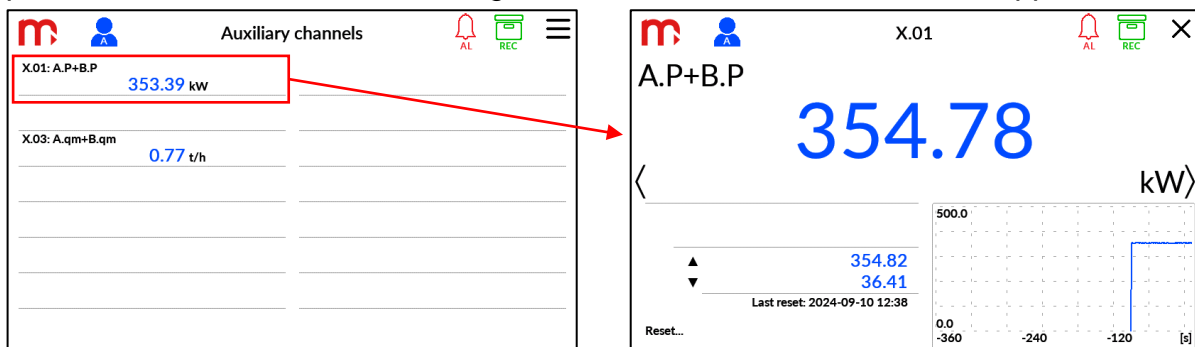 Auxiliary channels
A
AL
REC
X.01: A.P+B.P
353.39 kW
X.03: A.qm+B.qm
0.77 t/h
A
X.01
AL
REC
A.P+B.P
354.78
kW
▲ 354.82
▼ 36.41
Last reset: 2024-09-10 12:38
Reset...
500.0
0.0
-360 -240 -120 [s]